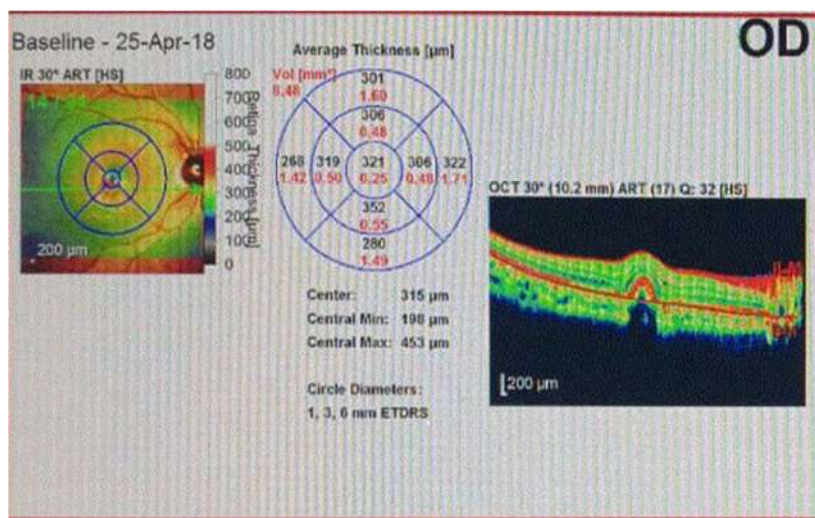 OD
Baseline - 25-Apr-18
Average Thickness [µm]
IR 30° ART [HS]
Vol [mm³]
8.48
301
1.60
306
0.48
268 319 321 306 322
1.42 0.50 0.25 0.48 1.71
352
0.55
280
1.49
800
700
600
500
400
300
200
100
0
Retina Thickness [µm]
200 µm
Center: 315 µm
Central Min: 198 µm
Central Max: 453 µm
Circle Diameters:
1, 3, 6 mm ETDRS
OCT 30° (10.2 mm) ART (17) Q: 32 [HS]
200 µm